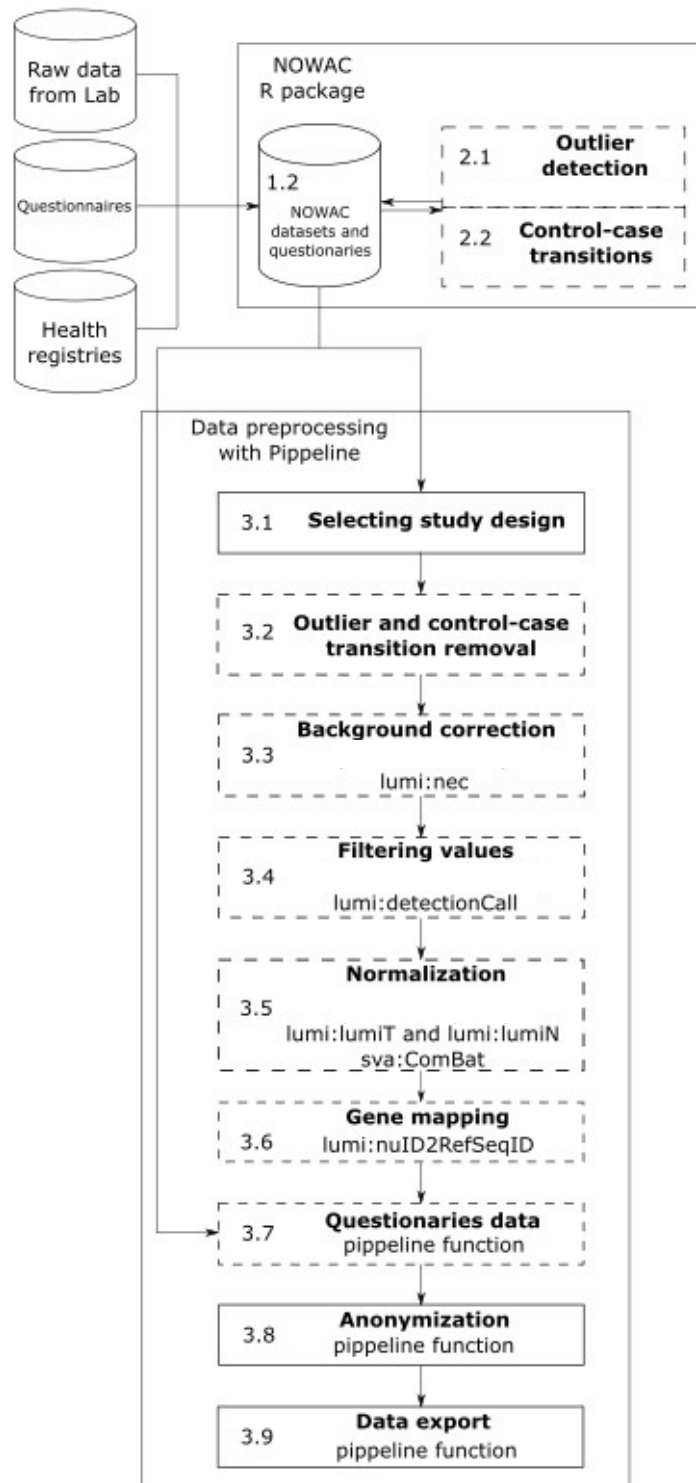 Raw data
from Lab
Questionnaires
Health
registries
NOWAC
R package
1.2
NOWAC
datasets and
questionaries
2.1
Outlier
detection
2.2
Control-case
transitions
Data preprocessing
with Pippeline
3.1
Selecting study design
3.2
Outlier and control-case
transition removal
3.3
Background correction
lumi:nec
3.4
Filtering values
lumi:detectionCall
3.5
Normalization
lumi:lumiT and lumi:lumiN
sva:ComBat
3.6
Gene mapping
lumi:nuID2RefSeqID
3.7
Questionaries data
pippeline function
3.8
Anonymization
pippeline function
3.9
Data export
pippeline function